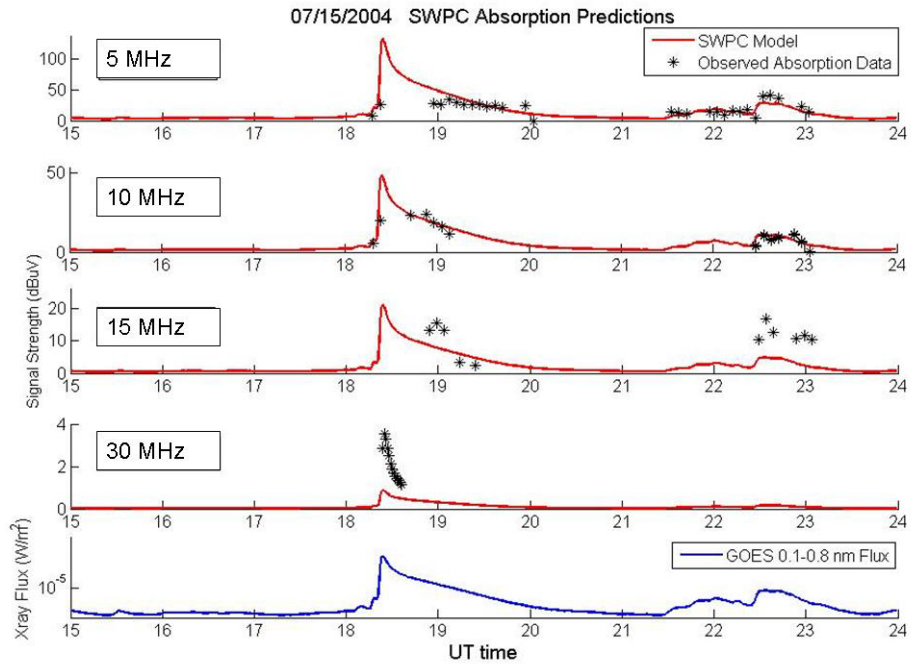 07/15/2004 SWPC Absorption Predictions
5 MHz
SWPC Model
Observed Absorption Data
100
50
0
15 16 17 18 19 20 21 22 23 24
10 MHz
50
0
15 16 17 18 19 20 21 22 23 24
Signal Strength (dBuV)
15 MHz
20
10
0
15 16 17 18 19 20 21 22 23 24
30 MHz
4
2
0
15 16 17 18 19 20 21 22 23 24
Xray Flux (W/m²)
GOES 0.1-0.8 nm Flux
10⁻⁵
15 16 17 18 19 20 21 22 23 24
UT time